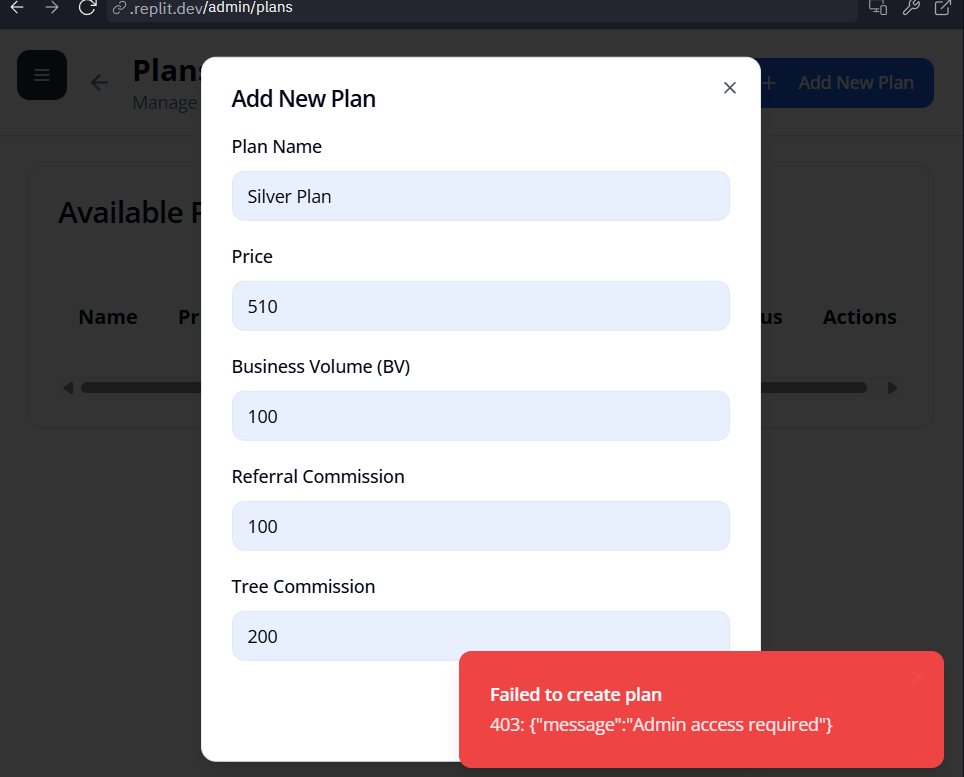 .replit.dev/admin/plans
Plans
Manage
+ Add New Plan
Add New Plan
Plan Name
Silver Plan
Price
510
Business Volume (BV)
100
Referral Commission
100
Tree Commission
200
Available
Name
Actions
Failed to create plan
403: {"message":"Admin access required"}